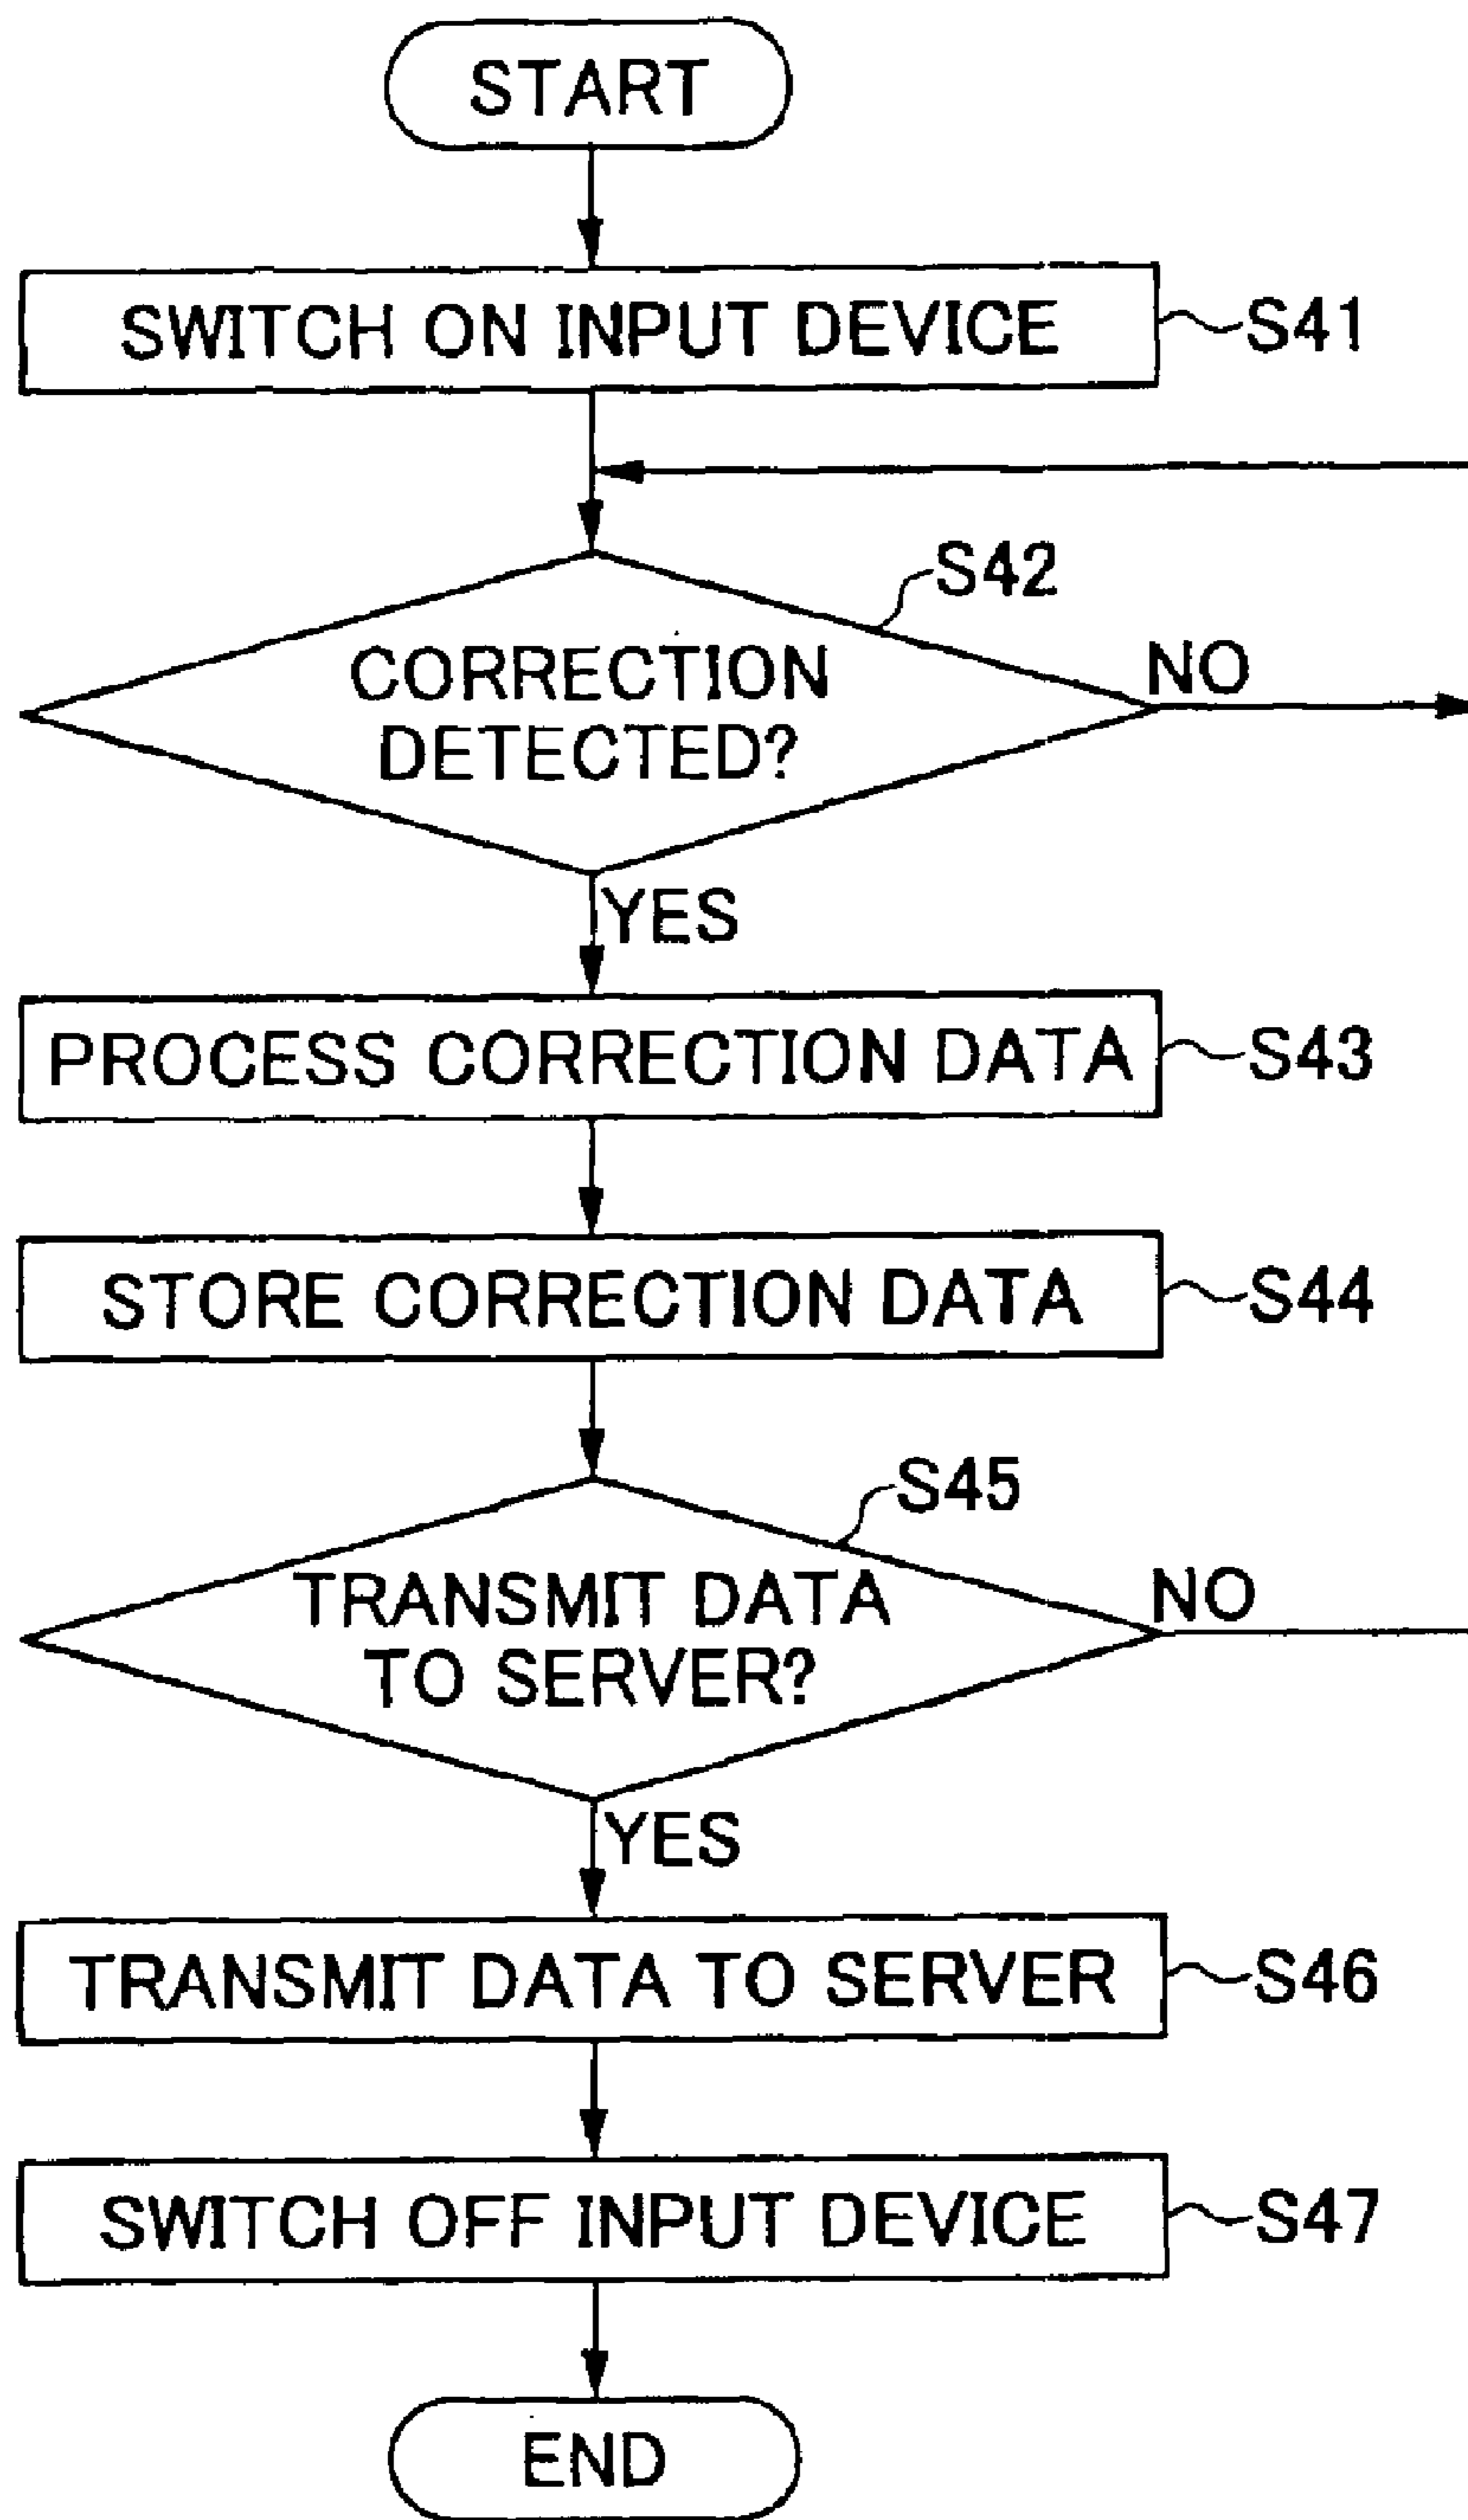 START
SWITCH ON INPUT DEVICE
S41
S42
CORRECTION
DETECTED?
NO
YES
PROCESS CORRECTION DATA
S43
STORE CORRECTION DATA
S44
S45
TRANSMIT DATA
TO SERVER?
NO
YES
TRANSMIT DATA TO SERVER
S46
SWITCH OFF INPUT DEVICE
S47
END